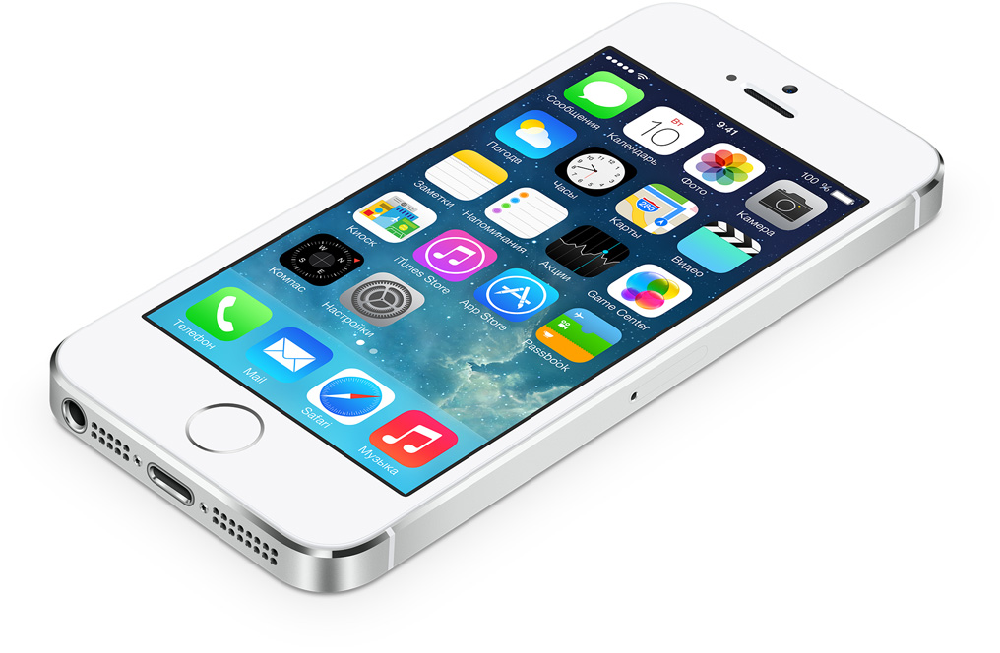 9:41
100 %
Сообщения
Вт
10
Календарь
Фото
Камера
Погода
Часы
280
Карты
Видео
Заметки
Напоминания
Акции
Game Center
Киоск
iTunes Store
App Store
Passbook
N
W
E
S
Компас
Настройки
Телефон
Mail
Safari
Музыка